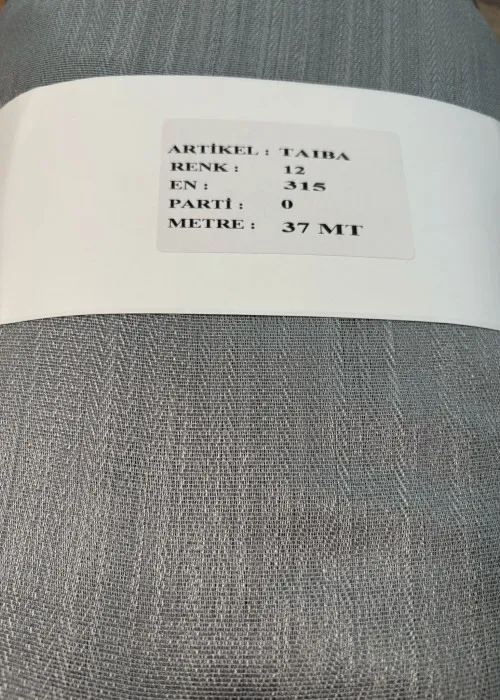 ARTİKEL : TAIBA
RENK : 12
EN : 315
PARTİ : 0
METRE : 37 MT